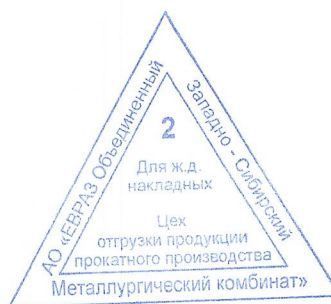 АО «ЕВРАЗ Объединенный
Западно - Сибирский
Металлургический комбинат»
2
Для ж.д.
накладных
Цех
отгрузки продукции
прокатного производства